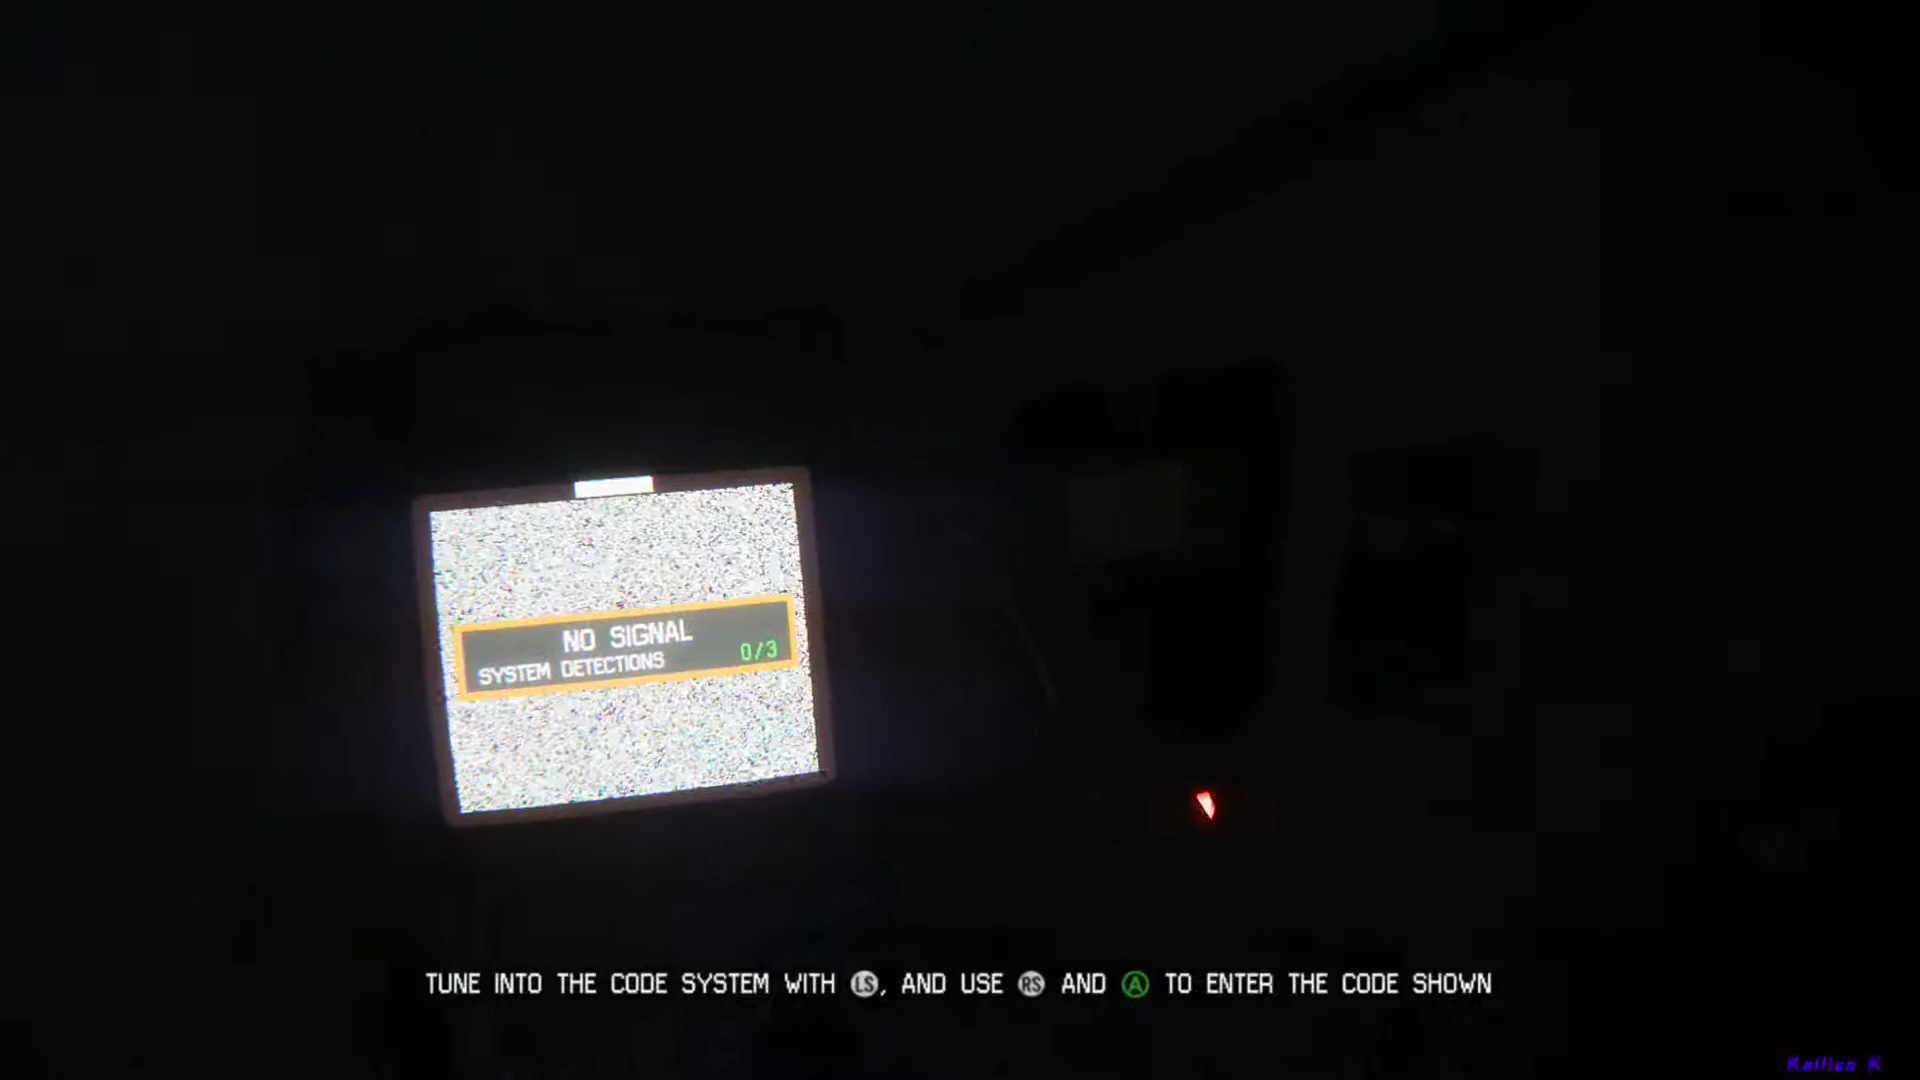 NO SIGNAL
SYSTEM DETECTIONS 0/3
TUNE INTO THE CODE SYSTEM WITH LS, AND USE RS AND A TO ENTER THE CODE SHOWN
Kellien K